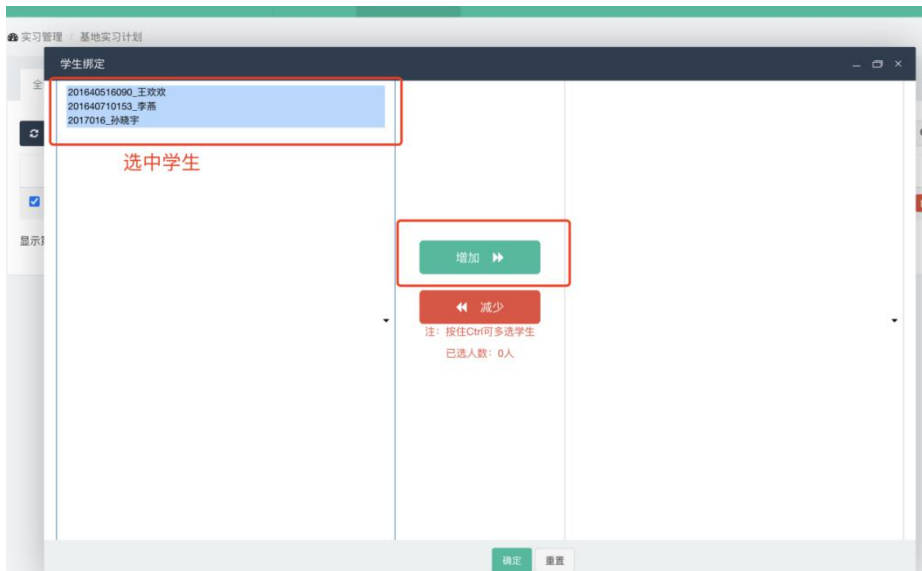 实习管理 / 基地实习计划
学生绑定
全
201640516090_王欢欢
201640710153_李燕
2017016_孙晓宇
选中学生
增加
减少
注：按住Ctrl可多选学生
已选人数：0人
显示
确定
重置